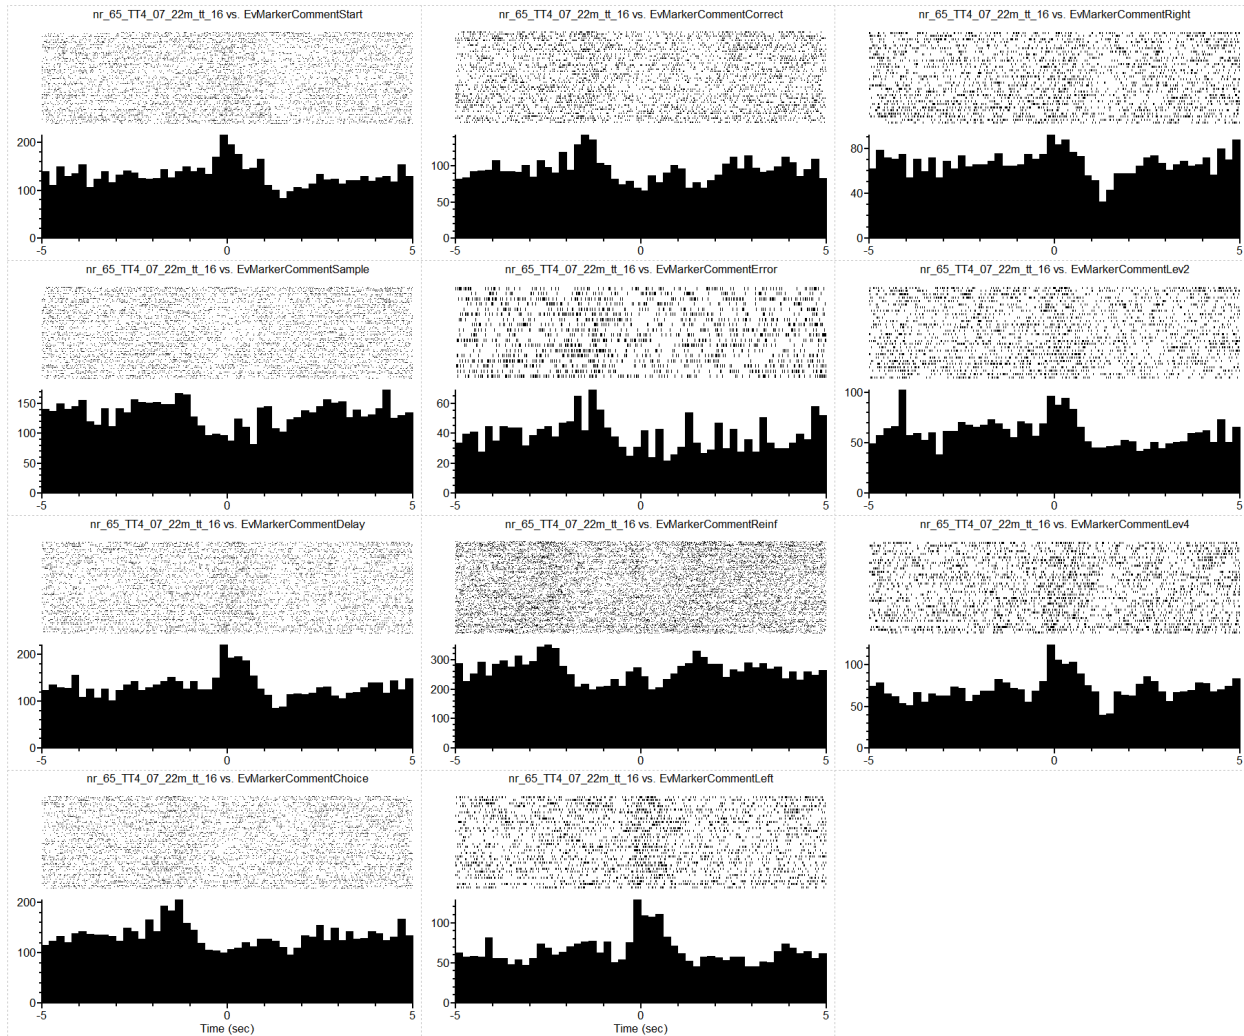 nr_65_TT4_07_22m_tt_16 vs. EvMarkerCommentStart
200
100
0
-5 0 5
nr_65_TT4_07_22m_tt_16 vs. EvMarkerCommentCorrect
100
50
0
-5 0 5
nr_65_TT4_07_22m_tt_16 vs. EvMarkerCommentRight
80
40
0
-5 0 5
nr_65_TT4_07_22m_tt_16 vs. EvMarkerCommentSample
150
100
50
0
-5 0 5
nr_65_TT4_07_22m_tt_16 vs. EvMarkerCommentError
60
40
20
0
-5 0 5
nr_65_TT4_07_22m_tt_16 vs. EvMarkerCommentLev2
100
50
0
-5 0 5
nr_65_TT4_07_22m_tt_16 vs. EvMarkerCommentDelay
200
100
0
-5 0 5
nr_65_TT4_07_22m_tt_16 vs. EvMarkerCommentReinf
300
200
100
0
-5 0 5
nr_65_TT4_07_22m_tt_16 vs. EvMarkerCommentLev4
100
50
0
-5 0 5
nr_65_TT4_07_22m_tt_16 vs. EvMarkerCommentChoice
200
100
0
-5 0 5
Time (sec)
nr_65_TT4_07_22m_tt_16 vs. EvMarkerCommentLeft
100
50
0
-5 0 5
Time (sec)